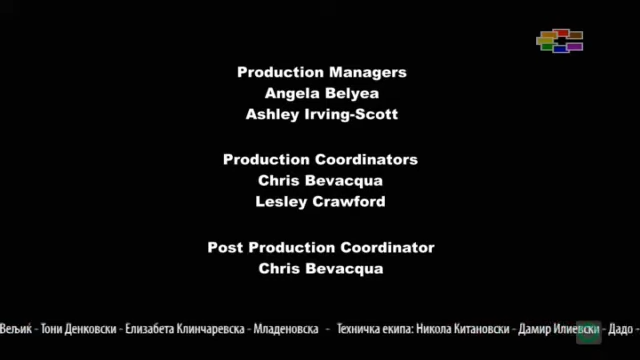 Production Managers
Angela Belyea
Ashley Irving-Scott
Production Coordinators
Chris Bevacqua
Lesley Crawford
Post Production Coordinator
Chris Bevacqua
Вељиќ - Тони Денковски - Елизабета Клинчаревска - Младеновска - Техничка екипа: Никола Китановски - Дамир Илиевски - Дадо -